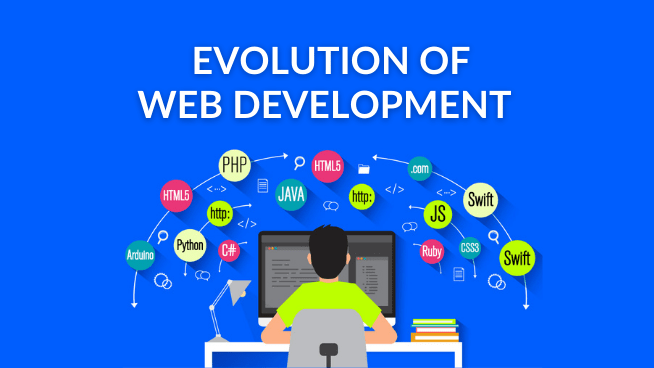 EVOLUTION OF
WEB DEVELOPMENT
PHP
HTML5
.com
HTML5
JAVA
http:
Swift
http:
JS
Arduino
Python
C#
Ruby
CSS3
Swift